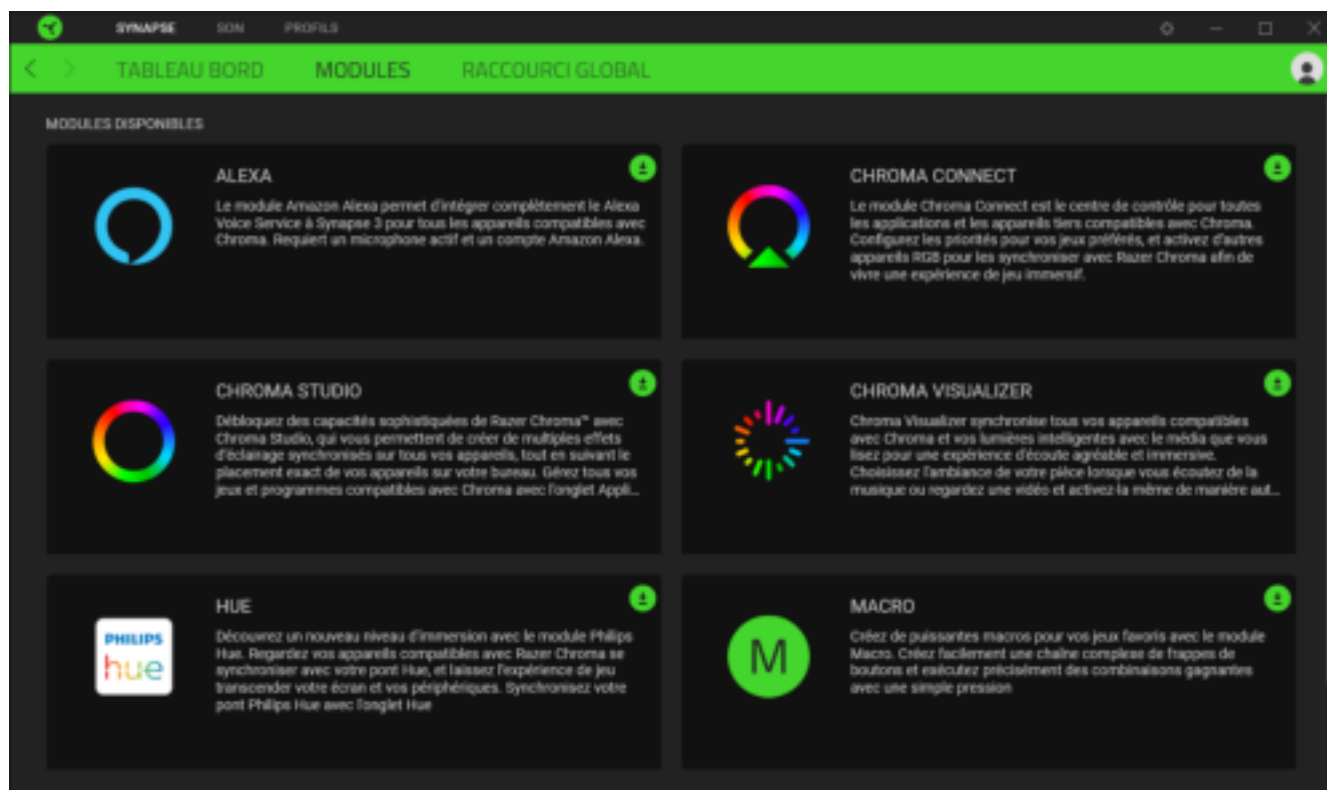 SYNAPSE SON PROFILS
TABLEAU BORD MODULES RACCOURCI GLOBAL
MODULES DISPONIBLES
ALEXA
Le module Amazon Alexa permet d'intégrer complètement le Alexa
Voice Service à Synapse 3 pour tous les appareils compatibles avec
Chroma. Requiert un microphone actif et un compte Amazon Alexa.
CHROMA CONNECT
Le module Chroma Connect est le centre de contrôle pour toutes
les applications et les appareils tiers compatibles avec Chroma.
Configurez les priorités pour vos jeux préférés, et activez d'autres
appareils RGB pour les synchroniser avec Razer Chroma afin de
vivre une expérience de jeu immersif.
CHROMA STUDIO
Débloquez des capacités sophistiquées de Razer Chroma™ avec
Chroma Studio, qui vous permettent de créer de multiples effets
d'éclairage synchronisés sur tous vos appareils, tout en suivant le
placement exact de vos appareils sur votre bureau. Gérez tous vos
jeux et programmes compatibles avec Chroma avec l'onglet Appli...
CHROMA VISUALIZER
Chroma Visualizer synchronise tous vos appareils compatibles
avec Chroma et vos lumières intelligentes avec le média que vous
lisez pour une expérience d'écoute agréable et immersive.
Choisissez l'ambiance de votre pièce lorsque vous écoutez de la
musique ou regardez une vidéo et activez-la même de manière aut...
PHILIPS
hue
HUE
Découvrez un nouveau niveau d'immersion avec le module Philips
Hue. Regardez vos appareils compatibles avec Razer Chroma se
synchroniser avec votre pont Hue, et laissez l'expérience de jeu
transcender votre écran et vos périphériques. Synchronisez votre
pont Philips Hue avec l'onglet Hue
M
MACRO
Créez de puissantes macros pour vos jeux favoris avec le module
Macro. Créez facilement une chaîne complexe de frappes de
boutons et exécutez précisément des combinaisons gagnantes
avec une simple pression